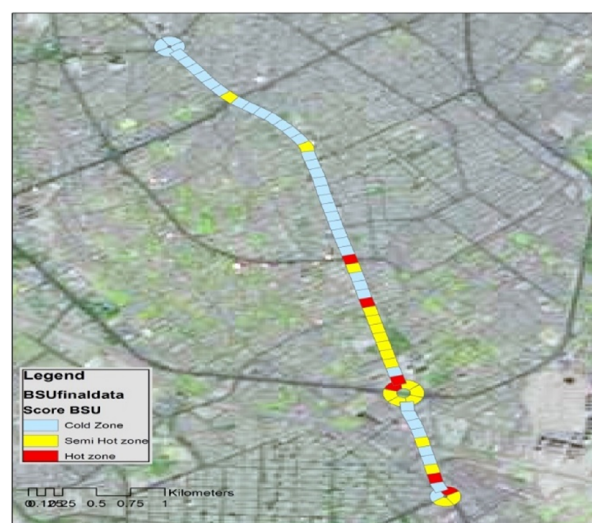 Legend
BSUfinaldata
Score BSU
Cold Zone
Semi Hot zone
Hot zone
Kilometers
0.5 0.75 1